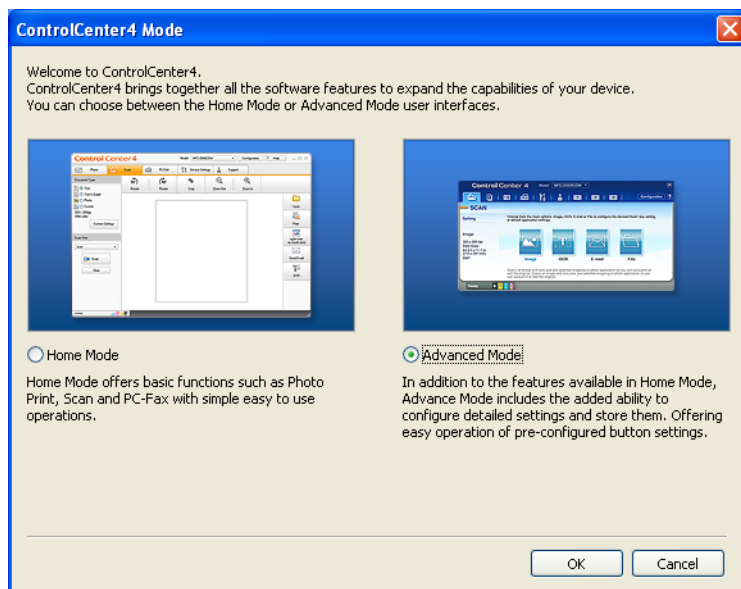 ControlCenter4 Mode
Welcome to ControlCenter4.
ControlCenter4 brings together all the software features to expand the capabilities of your device.
You can choose between the Home Mode or Advanced Mode user interfaces.
Control Center 4
Control Center 4
SCAN
Image
OCR
E-mail
File
Home Mode
Home Mode offers basic functions such as Photo
Print, Scan and PC-Fax with simple easy to use
operations.
Advanced Mode
In addition to the features available in Home Mode,
Advance Mode includes the added ability to
configure detailed settings and store them. Offering
easy operation of pre-configured button settings.
OK
Cancel